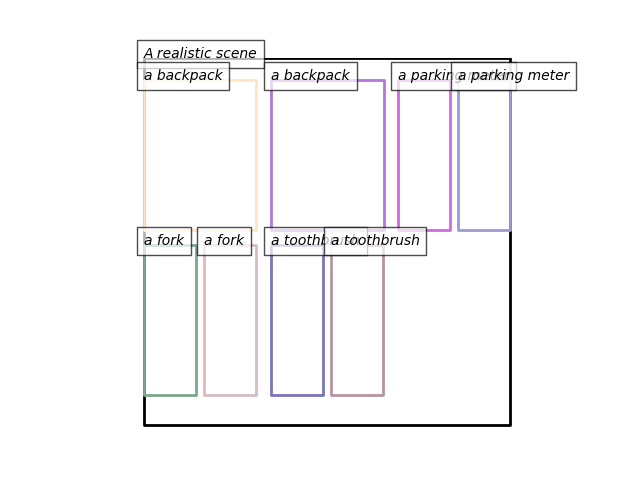 A realistic scene
a backpack
a backpack
a parking meter
a parking meter
a fork
a fork
a toothbrush
a toothbrush